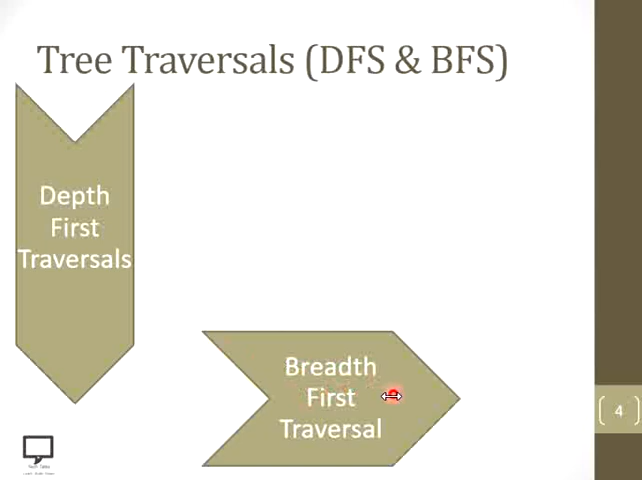 Tree Traversals (DFS & BFS)
Depth
First
Traversals
Breadth
First
Traversal
4